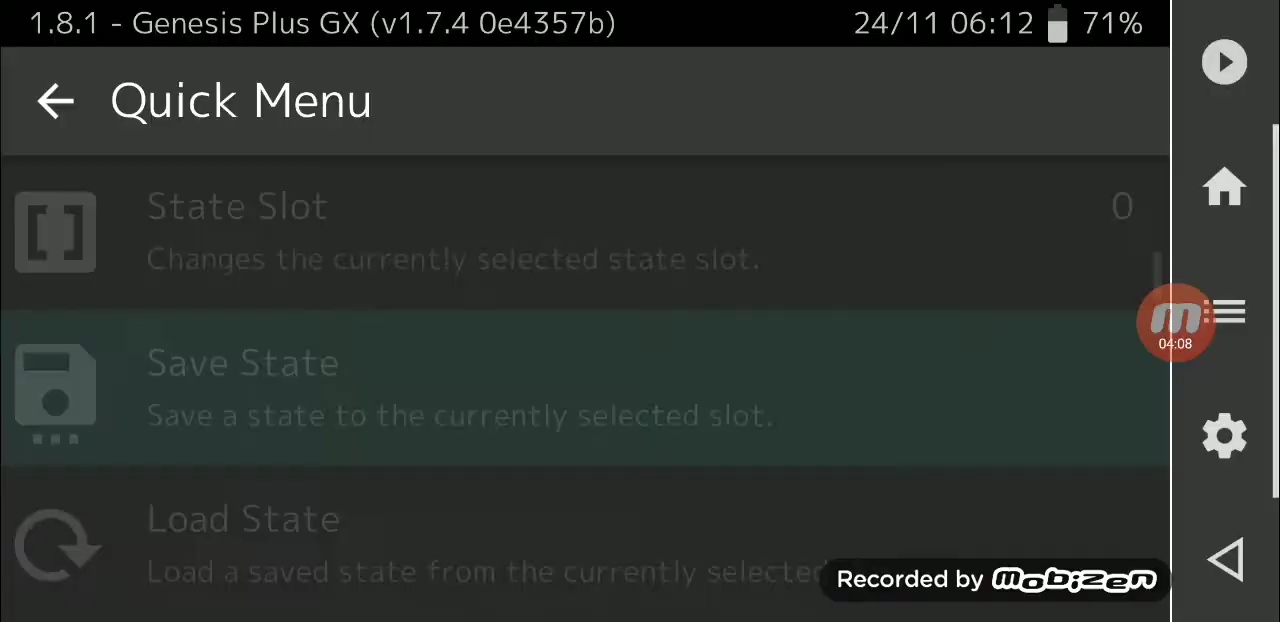 1.8.1 - Genesis Plus GX (v1.7.4 0e4357b) 24/11 06:12 71%
Quick Menu
State Slot 0
Changes the currently selected state slot.
Save State
Save a state to the currently selected slot.
Load State
Load a saved state from the currently selected
m
04:08
Recorded by mobizen